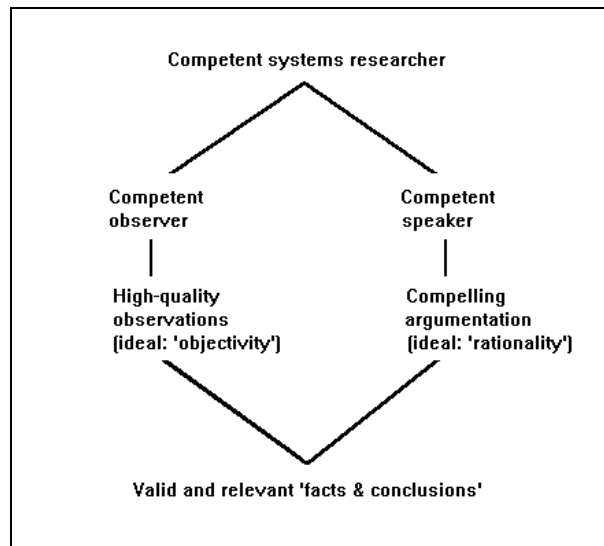 Competent systems researcher
Competent
observer
Competent
speaker
High-quality
observations
(ideal: 'objectivity')
Compelling
argumentation
(ideal: 'rationality')
Valid and relevant 'facts & conclusions'